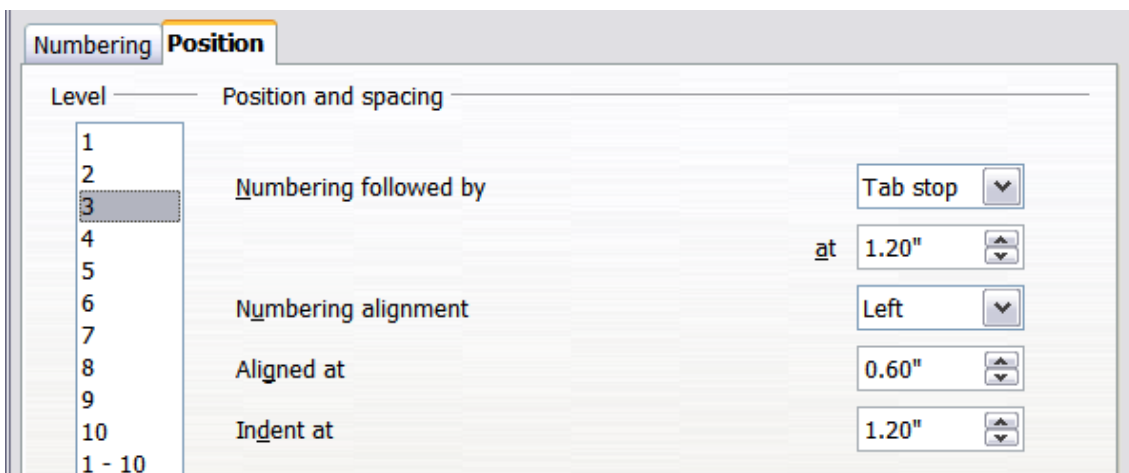 Numbering Position
Level Position and spacing
1
2
3
4
5
6
7
8
9
10
1 - 10
Numbering followed by Tab stop
at 1.20"
Numbering alignment Left
Aligned at 0.60"
Indent at 1.20"